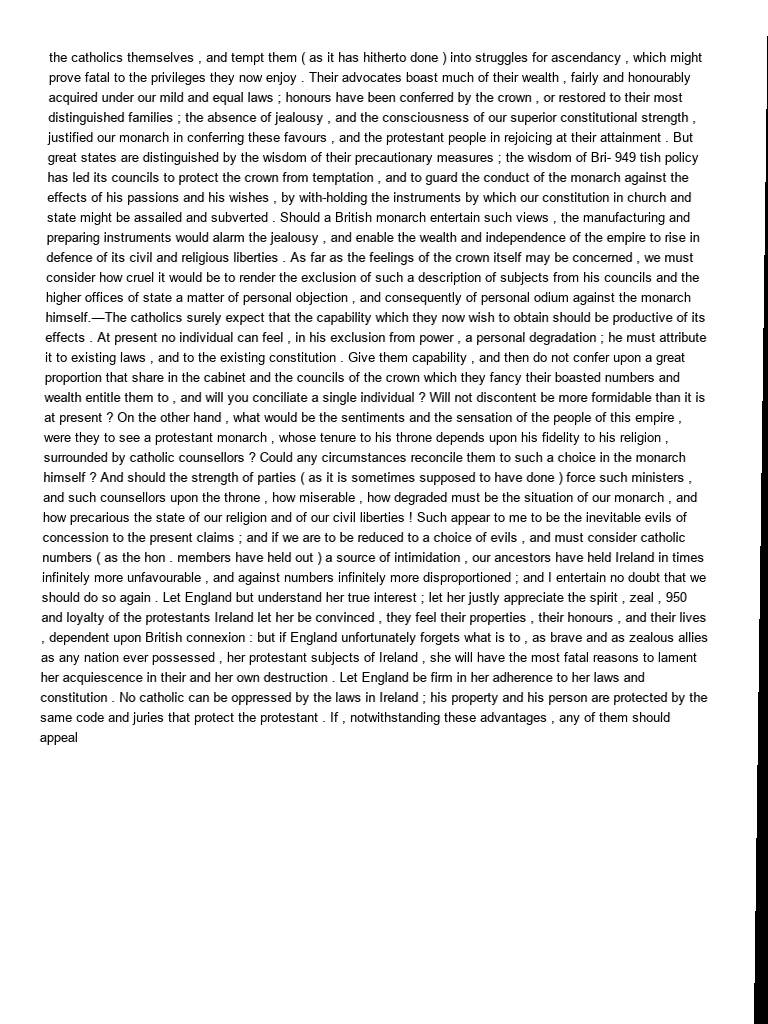 the catholics themselves , and tempt them ( as it has hitherto done ) into struggles for ascendancy , which might
prove fatal to the privileges they now enjoy . Their advocates boast much of their wealth , fairly and honourably
acquired under our mild and equal laws ; honours have been conferred by the crown , or restored to their most
distinguished families ; the absence of jealousy , and the consciousness of our superior constitutional strength ,
justified our monarch in conferring these favours , and the protestant people in rejoicing at their attainment . But
great states are distinguished by the wisdom of their precautionary measures ; the wisdom of Bri- 949 tish policy
has led its councils to protect the crown from temptation , and to guard the conduct of the monarch against the
effects of his passions and his wishes , by with-holding the instruments by which our constitution in church and
state might be assailed and subverted . Should a British monarch entertain such views , the manufacturing and
preparing instruments would alarm the jealousy , and enable the wealth and independence of the empire to rise in
defence of its civil and religious liberties . As far as the feelings of the crown itself may be concerned , we must
consider how cruel it would be to render the exclusion of such a description of subjects from his councils and the
higher offices of state a matter of personal objection , and consequently of personal odium against the monarch
himself.—The catholics surely expect that the capability which they now wish to obtain should be productive of its
effects . At present no individual can feel , in his exclusion from power , a personal degradation ; he must attribute
it to existing laws , and to the existing constitution . Give them capability , and then do not confer upon a great
proportion that share in the cabinet and the councils of the crown which they fancy their boasted numbers and
wealth entitle them to , and will you conciliate a single individual ? Will not discontent be more formidable than it is
at present ? On the other hand , what would be the sentiments and the sensation of the people of this empire ,
were they to see a protestant monarch , whose tenure to his throne depends upon his fidelity to his religion ,
surrounded by catholic counsellors ? Could any circumstances reconcile them to such a choice in the monarch
himself ? And should the strength of parties ( as it is sometimes supposed to have done ) force such ministers ,
and such counsellors upon the throne , how miserable , how degraded must be the situation of our monarch , and
how precarious the state of our religion and of our civil liberties ! Such appear to me to be the inevitable evils of
concession to the present claims ; and if we are to be reduced to a choice of evils , and must consider catholic
numbers ( as the hon . members have held out ) a source of intimidation , our ancestors have held Ireland in times
infinitely more unfavourable , and against numbers infinitely more disproportioned ; and I entertain no doubt that we
should do so again . Let England but understand her true interest ; let her justly appreciate the spirit , zeal , 950
and loyalty of the protestants Ireland let her be convinced , they feel their properties , their honours , and their lives
, dependent upon British connexion : but if England unfortunately forgets what is to , as brave and as zealous allies
as any nation ever possessed , her protestant subjects of Ireland , she will have the most fatal reasons to lament
her acquiescence in their and her own destruction . Let England be firm in her adherence to her laws and
constitution . No catholic can be oppressed by the laws in Ireland ; his property and his person are protected by the
same code and juries that protect the protestant . If , notwithstanding these advantages , any of them should
appeal